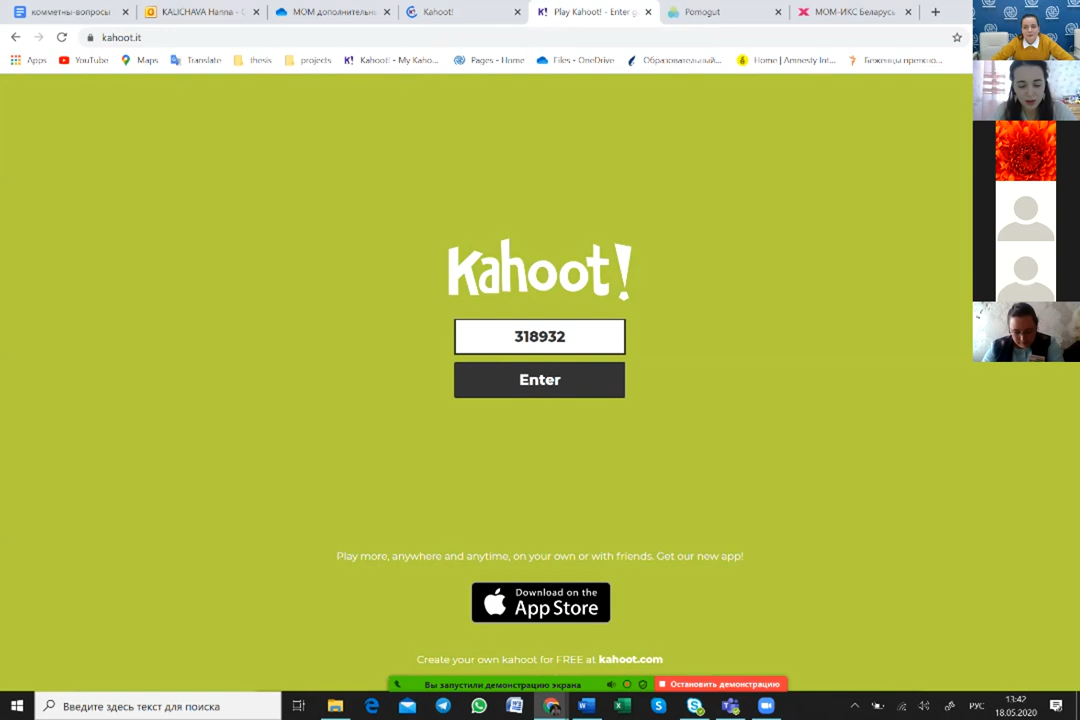 комметны-вопросы
KALICHAVA Hanna - C
МОМ дополнительн
Kahoot!
Play Kahoot! - Enter g
Pomogut
МОМ-ИКС Беларусь
kahoot.it
Apps
YouTube
Maps
Translate
thesis
projects
Kahoot! - My Kaho...
Pages - Home
Files - OneDrive
Образовательный...
Home | Amnesty Int...
Беженцы прекно...
Kahoot!
318932
Enter
Play more, anywhere and anytime, on your own or with friends. Get our new app!
Download on the
App Store
Create your own kahoot for FREE at kahoot.com
Вы запустили демонстрацию экрана
Остановить демонстрацию
Введите здесь текст для поиска
РУС
13:42
18.05.2020